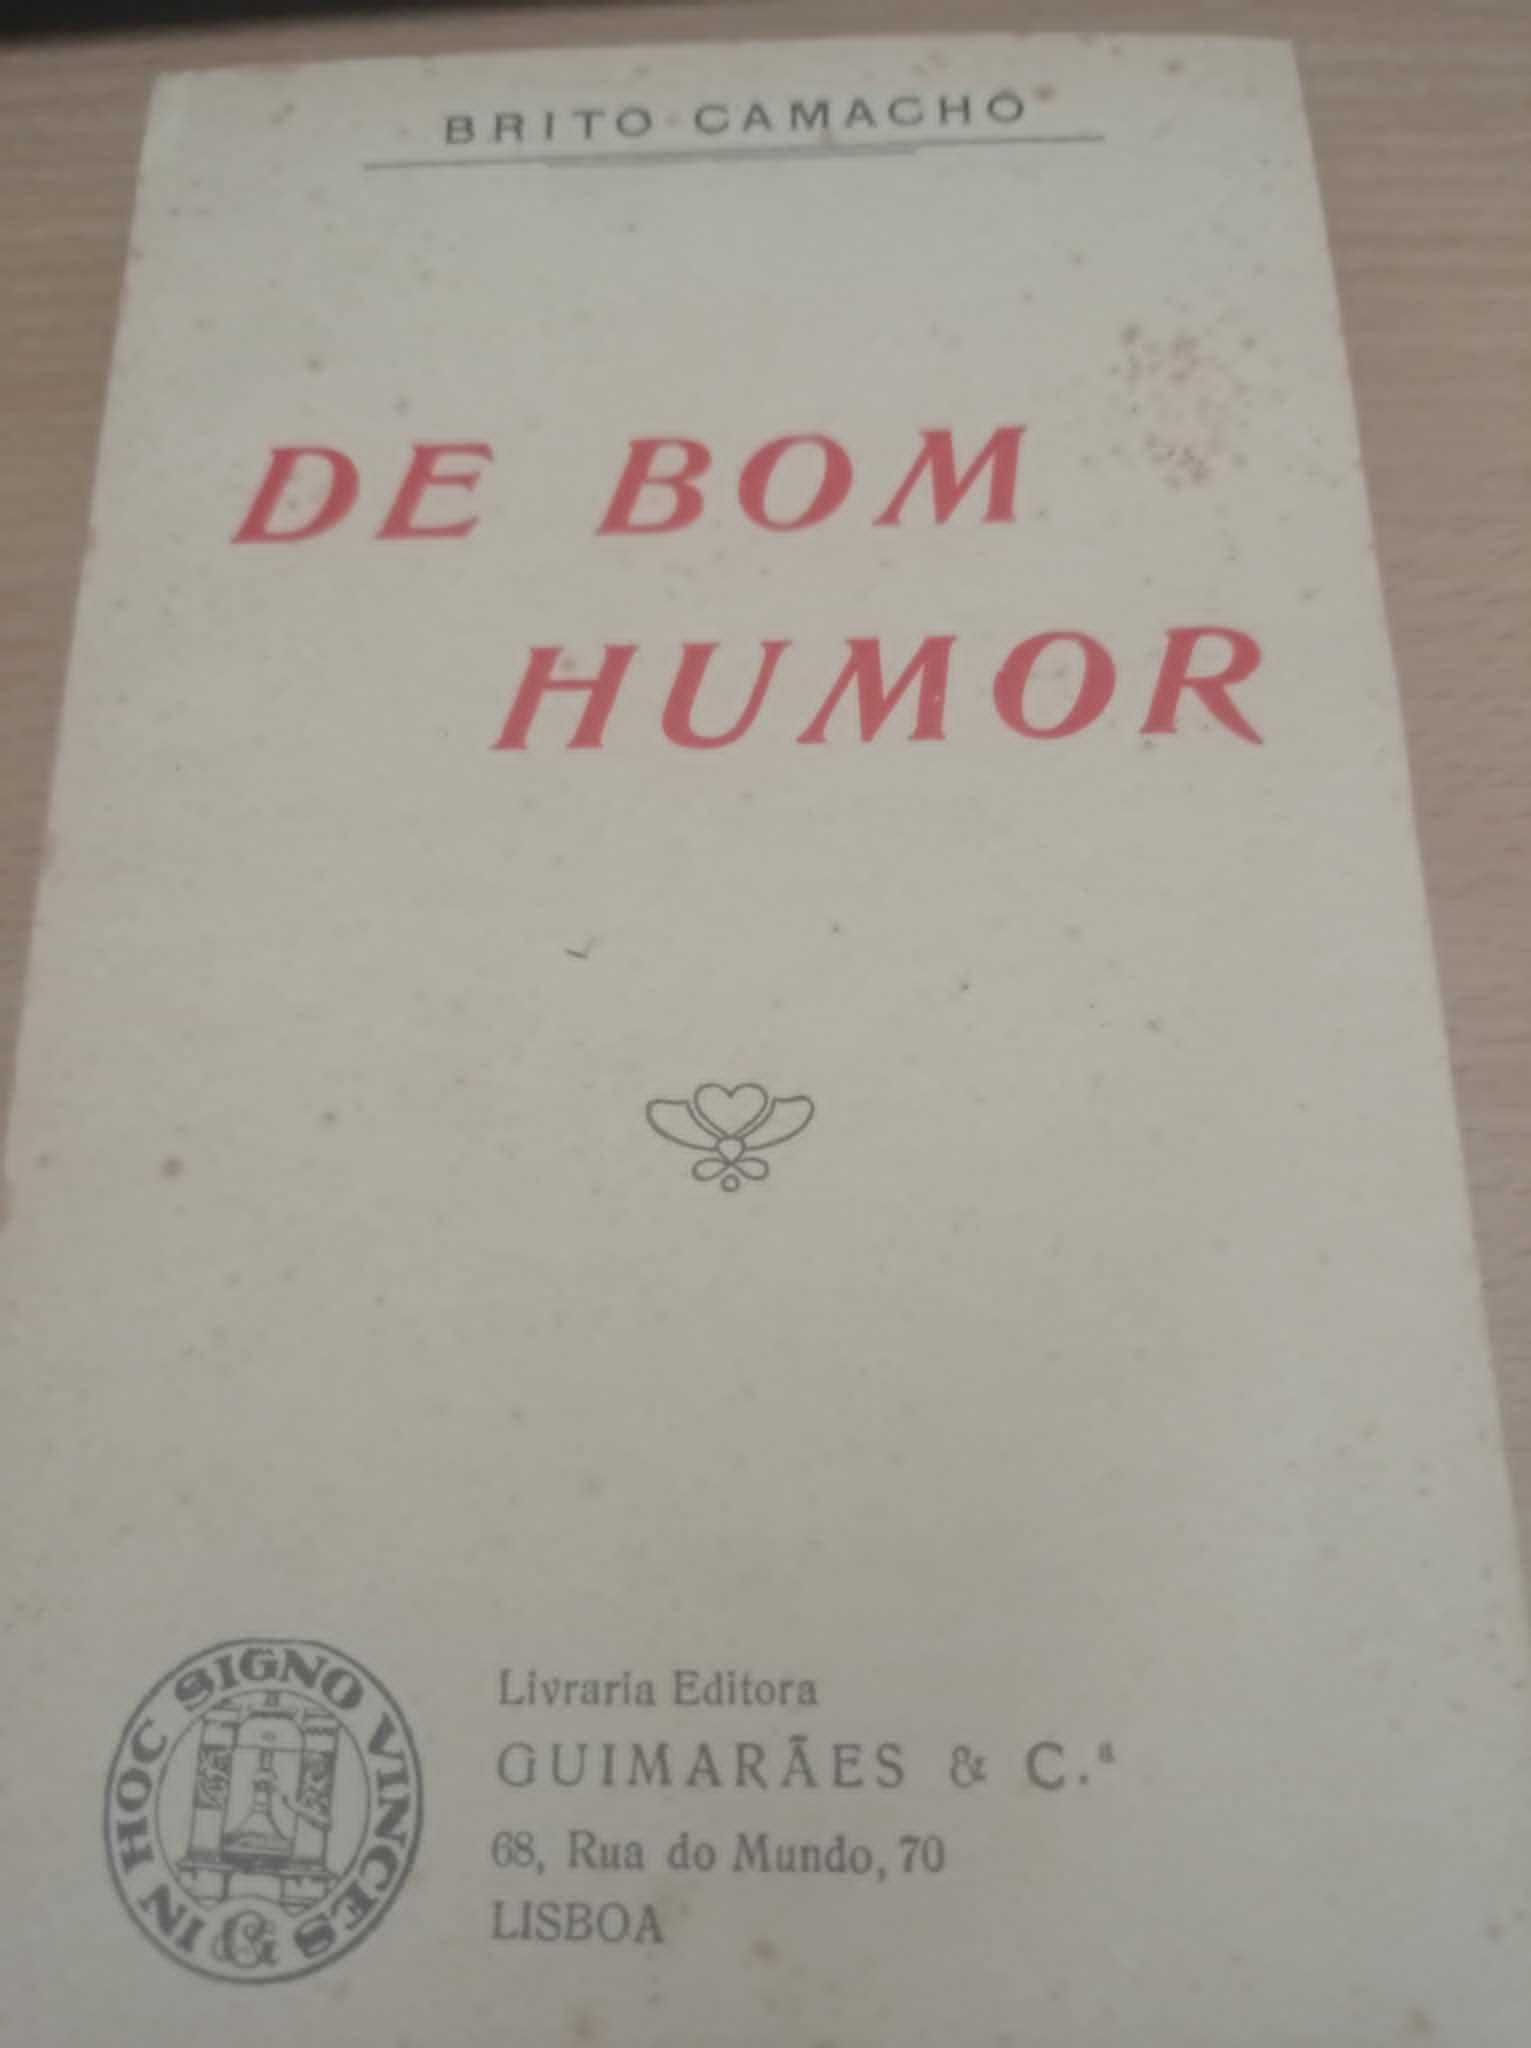 BRITO CAMACHO
DE BOM
HUMOR
IN HOC SIGNO VINCES
G
Livraria Editora
GUIMARÃES & C.ª
68, Rua do Mundo, 70
LISBOA